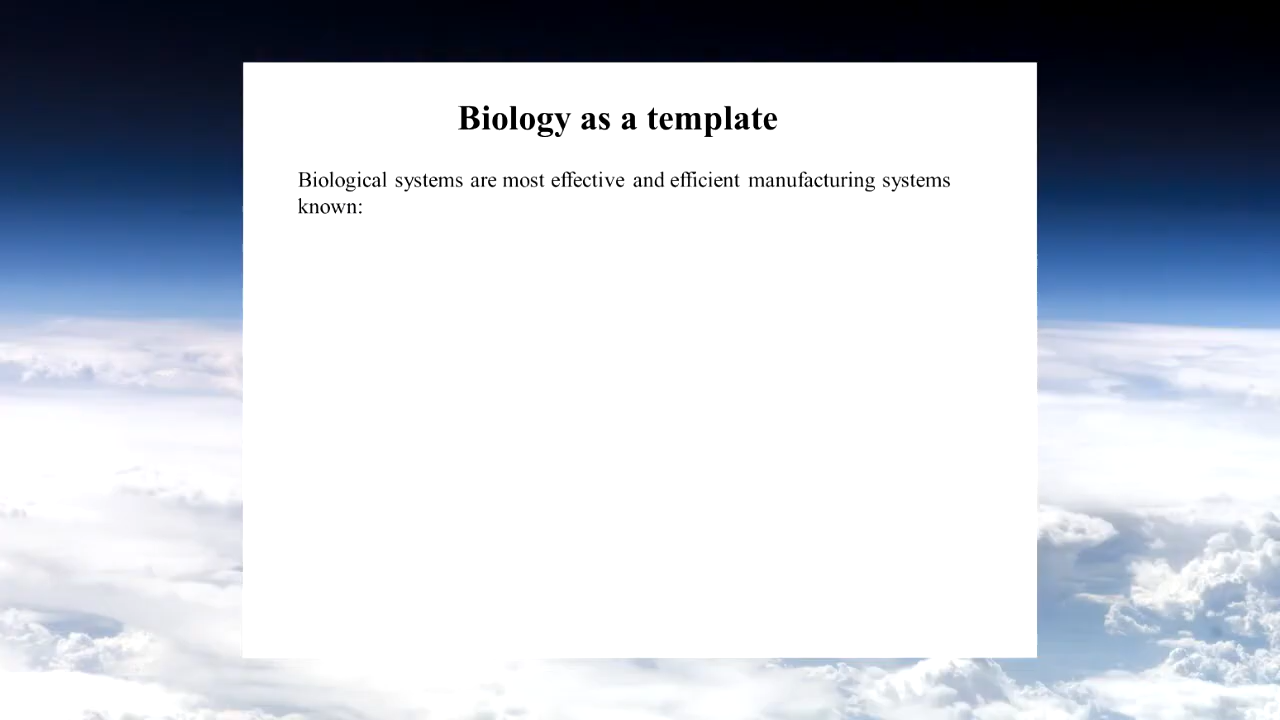 Biology as a template
Biological systems are most effective and efficient manufacturing systems
known: